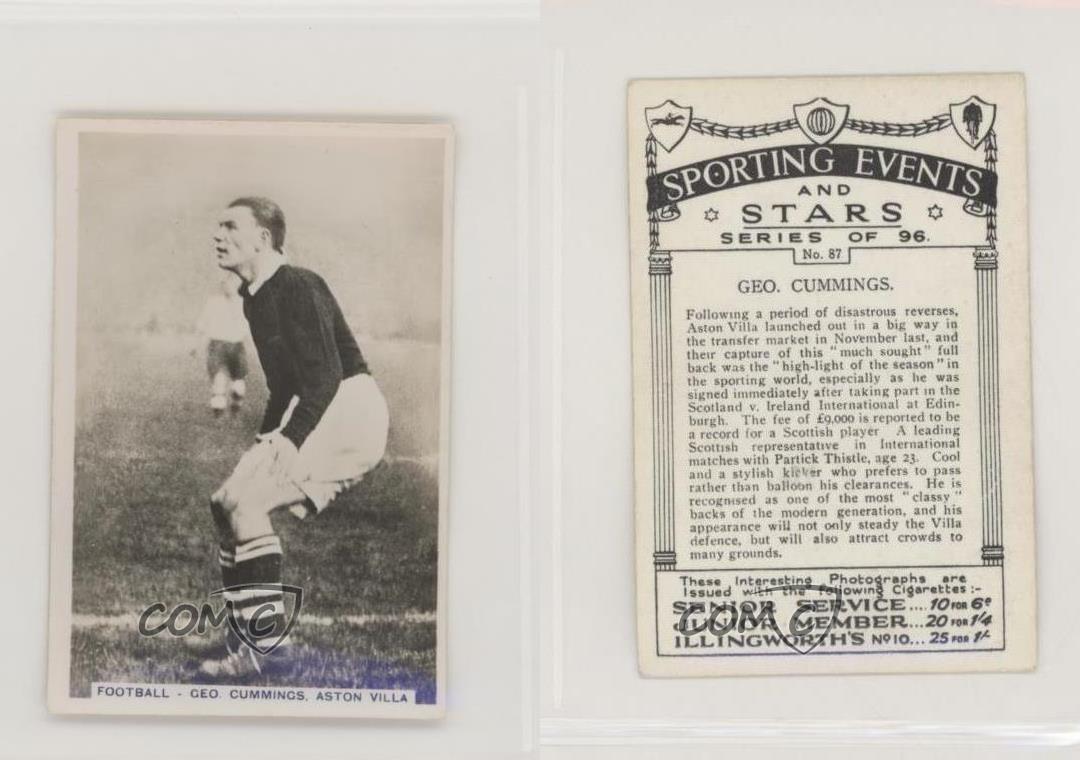 FOOTBALL - GEO. CUMMINGS, ASTON VILLA
COMC
SPORTING EVENTS
AND
STARS
SERIES OF 96.
No. 87
GEO. CUMMINGS.
Following a period of disastrous reverses,
Aston Villa launched out in a big way in
the transfer market in November last, and
their capture of this "much sought" full
back was the "high-light of the season" in
the sporting world, especially as he was
signed immediately after taking part in the
Scotland v. Ireland International at Edin-
burgh. The fee of £9,000 is reported to be
a record for a Scottish player A leading
Scottish representative in International
matches with Partick Thistle, age 23. Cool
and a stylish kicker who prefers to pass
rather than balloon his clearances. He is
recognised as one of the most "classy"
backs of the modern generation, and his
appearance will not only steady the Villa
defence, but will also attract crowds to
many grounds.
These Interesting Photographs are
Issued with the following Cigarettes :-
SENIOR SERVICE.... 10 FOR 6D
JUNIOR MEMBER... 20 FOR 1/4
ILLINGWORTH'S No 10... 25 FOR 1/-
COMC